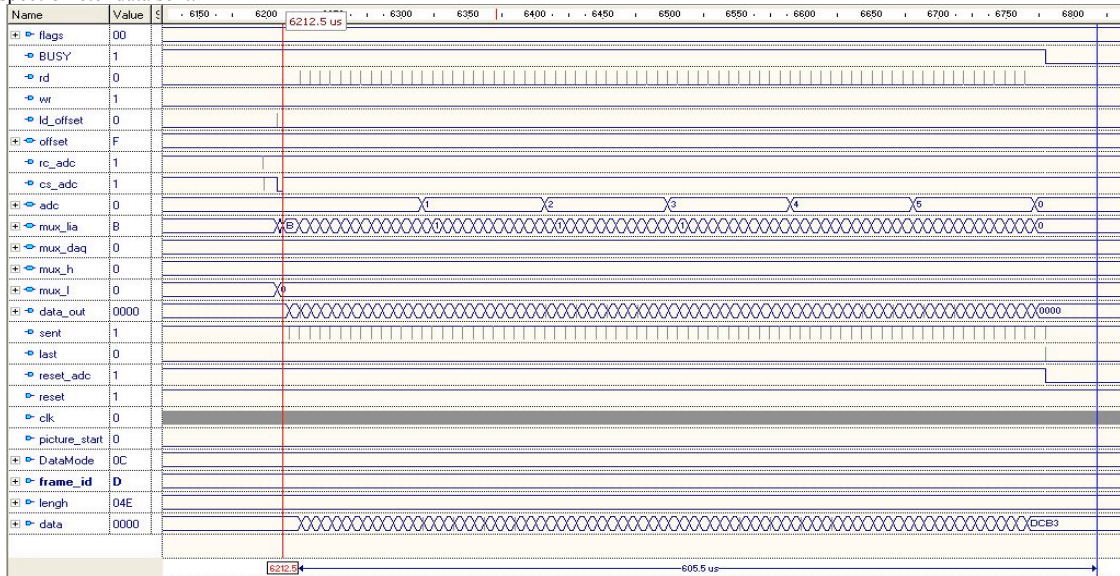 Name Value S 6150 6200 6300 6350 6400 6450 6500 6550 6600 6650 6700 6750 6800
6212.5 us
flags 00
BUSY 1
rd 0
wr 1
ld_offset 0
offset F
rc_adc 1
cs_adc 1
adc 0 1 2 3 4 5 0
mux_lia B B 1 1 1 0
mux_daq 0
mux_h 0
mux_l 0 0
data_out 0000 0000
sent 1
last 0
reset_adc 1
reset 1
clk 0
picture_start 0
DataMode 0C
frame_id D
lengh 04E
data 0000 DCB3
6212.5 605.5 us